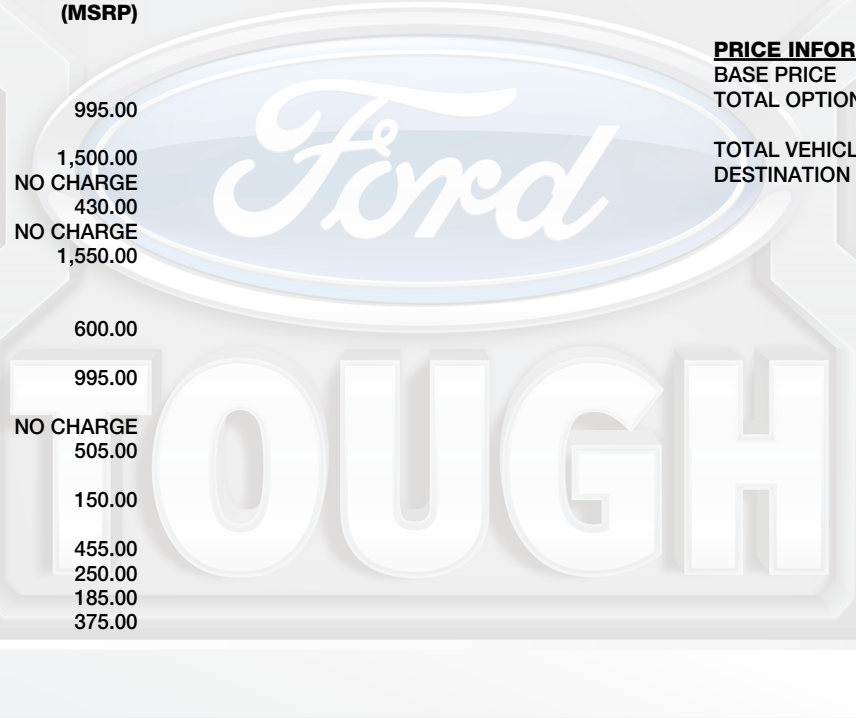 (MSRP)
995.00
1,500.00
NO CHARGE
430.00
NO CHARGE
1,550.00
600.00
995.00
NO CHARGE
505.00
150.00
455.00
250.00
185.00
375.00
PRICE INFOR
BASE PRICE
TOTAL OPTION
TOTAL VEHICL
DESTINATION
Ford
TOUGH